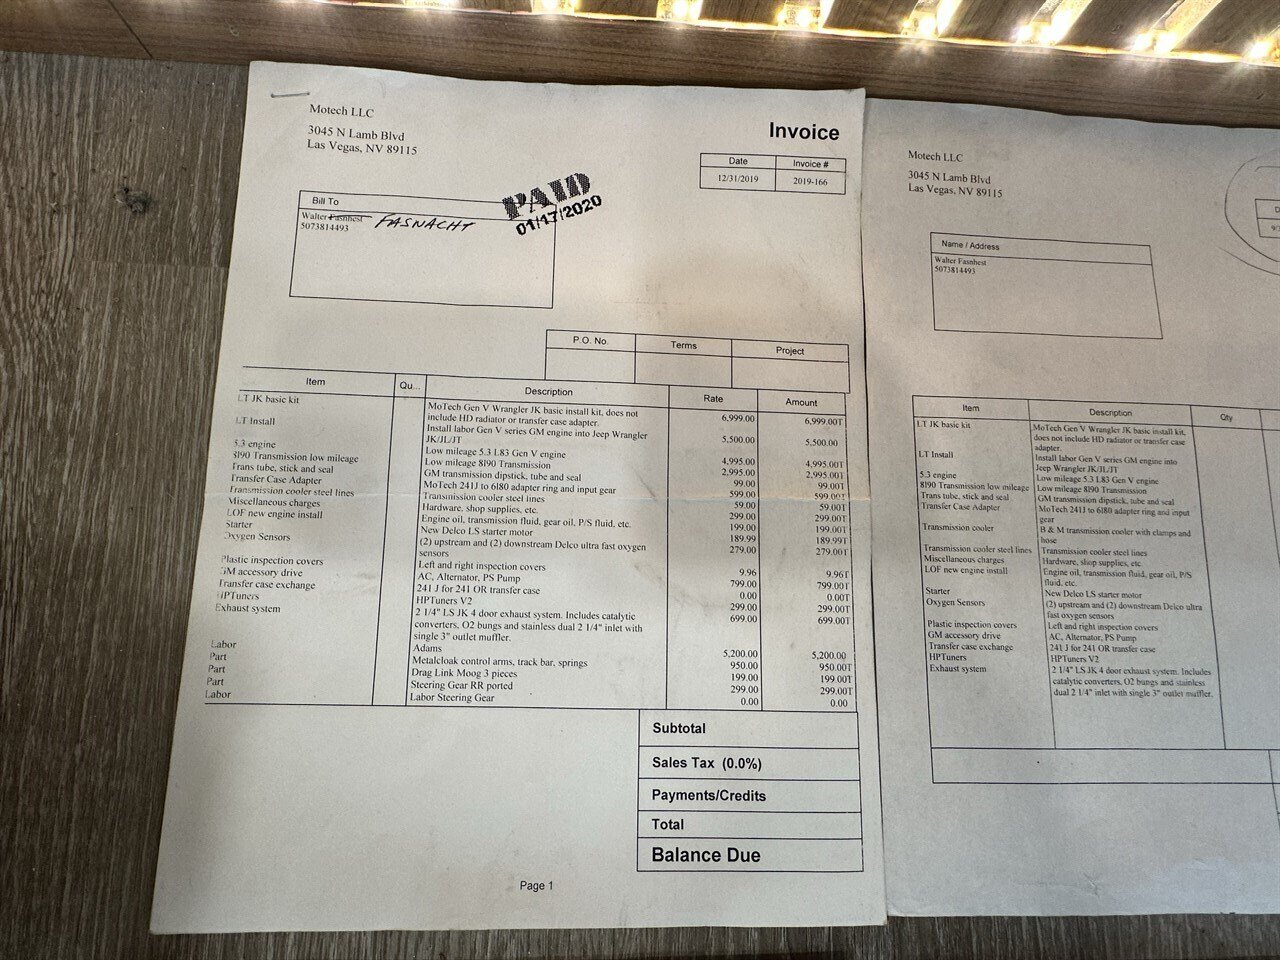 Motech LLC
3045 N Lamb Blvd
Las Vegas, NV 89115
Invoice
Date Invoice #
12/31/2019 2019-166
PAID
01/17/2020
Bill To
Walter Fashnest FASNACHT
5073814493
P.O. No. Terms Project
Item Qu... Description Rate Amount
LT JK basic kit MoTech Gen V Wrangler JK basic install kit, does not 6,999.00 6,999.00T
include HD radiator or transfer case adapter.
LT Install Install labor Gen V series GM engine into Jeep Wrangler 5,500.00 5,500.00
JK/JL/JT
5.3 engine Low mileage 5.3 L83 Gen V engine 4,995.00 4,995.00T
8l90 Transmission low mileage Low mileage 8l90 Transmission 2,995.00 2,995.00T
Trans tube, stick and seal GM transmission dipstick, tube and seal 99.00 99.00T
Transfer Case Adapter MoTech 241J to 6l80 adapter ring and input gear 599.00 599.00T
Transmission cooler steel lines Transmission cooler steel lines 59.00 59.00T
Miscellaneous charges Hardware, shop supplies, etc. 299.00 299.00T
LOF new engine install Engine oil, transmission fluid, gear oil, P/S fluid, etc. 199.00 199.00T
Starter New Delco LS starter motor 189.99 189.99T
Oxygen Sensors (2) upstream and (2) downstream Delco ultra fast oxygen 279.00 279.00T
sensors
Plastic inspection covers Left and right inspection covers 9.96 9.96T
GM accessory drive AC, Alternator, PS Pump 799.00 799.00T
Transfer case exchange 241 J for 241 OR transfer case 0.00 0.00T
HPTuners HPTuners V2 299.00 299.00T
Exhaust system 2 1/4" LS JK 4 door exhaust system. Includes catalytic 699.00 699.00T
converters, O2 bungs and stainless dual 2 1/4" inlet with
single 3" outlet muffler.
Labor Adams 5,200.00 5,200.00
Part Metalcloak control arms, track bar, springs 950.00 950.00T
Part Drag Link Moog 3 pieces 199.00 199.00T
Part Steering Gear RR ported 299.00 299.00T
Labor Labor Steering Gear 0.00 0.00
Subtotal
Sales Tax (0.0%)
Payments/Credits
Total
Balance Due
Page 1
Motech LLC
3045 N Lamb Blvd
Las Vegas, NV 89115
Name / Address
Walter Fasnhest
5073814493
Item Description Qty
LT JK basic kit MoTech Gen V Wrangler JK basic install kit,
does not include HD radiator or transfer case
adapter.
LT Install Install labor Gen V series GM engine into
Jeep Wrangler JK/JL/JT
5.3 engine Low mileage 5.3 L83 Gen V engine
8l90 Transmission low mileage Low mileage 8l90 Transmission
Trans tube, stick and seal GM transmission dipstick, tube and seal
Transfer Case Adapter MoTech 241J to 6l80 adapter ring and input
gear
Transmission cooler B & M transmission cooler with clamps and
hose
Transmission cooler steel lines Transmission cooler steel lines
Miscellaneous charges Hardware, shop supplies, etc.
LOF new engine install Engine oil, transmission fluid, gear oil, P/S
fluid, etc.
Starter New Delco LS starter motor
Oxygen Sensors (2) upstream and (2) downstream Delco ultra
fast oxygen sensors
Plastic inspection covers Left and right inspection covers
GM accessory drive AC, Alternator, PS Pump
Transfer case exchange 241 J for 241 OR transfer case
HPTuners HPTuners V2
Exhaust system 2 1/4" LS JK 4 door exhaust system. Includes
catalytic converters, O2 bungs and stainless
dual 2 1/4" inlet with single 3" outlet muffler.